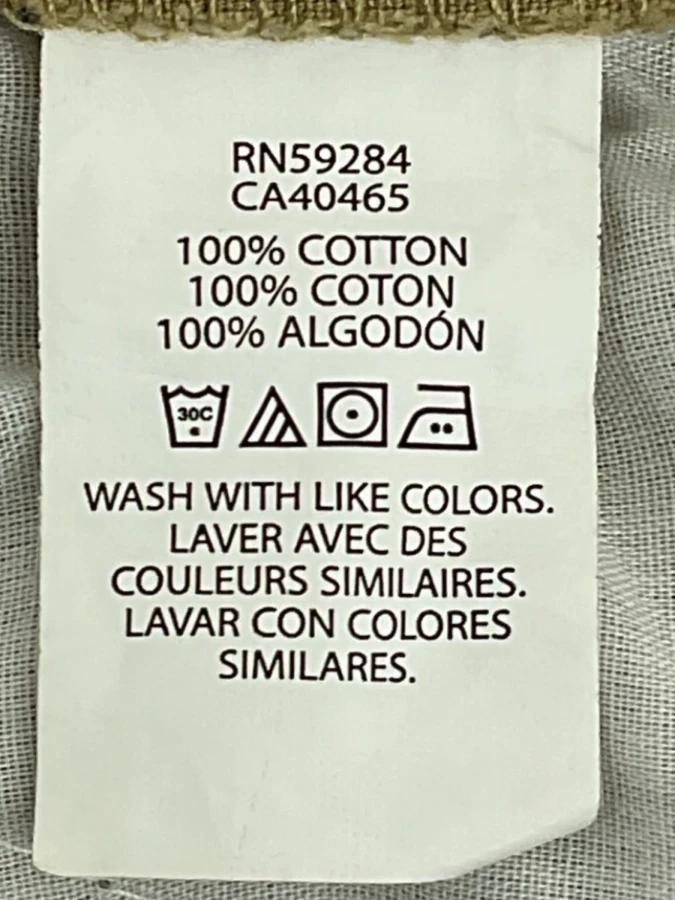 RN59284
CA40465
100% COTTON
100% COTON
100% ALGODÓN
30C
WASH WITH LIKE COLORS.
LAVER AVEC DES
COULEURS SIMILAIRES.
LAVAR CON COLORES
SIMILARES.